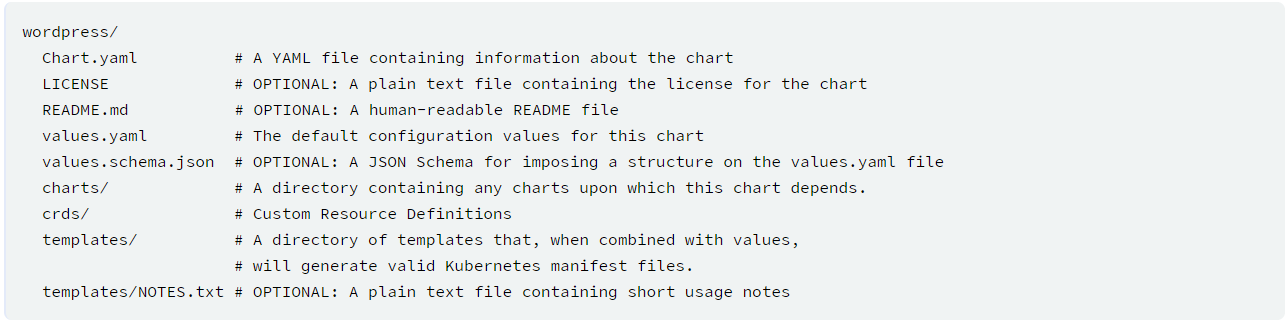 wordpress/
  Chart.yaml          # A YAML file containing information about the chart
  LICENSE             # OPTIONAL: A plain text file containing the license for the chart
  README.md           # OPTIONAL: A human-readable README file
  values.yaml         # The default configuration values for this chart
  values.schema.json  # OPTIONAL: A JSON Schema for imposing a structure on the values.yaml file
  charts/             # A directory containing any charts upon which this chart depends.
  crds/               # Custom Resource Definitions
  templates/          # A directory of templates that, when combined with values,
                      # will generate valid Kubernetes manifest files.
  templates/NOTES.txt # OPTIONAL: A plain text file containing short usage notes